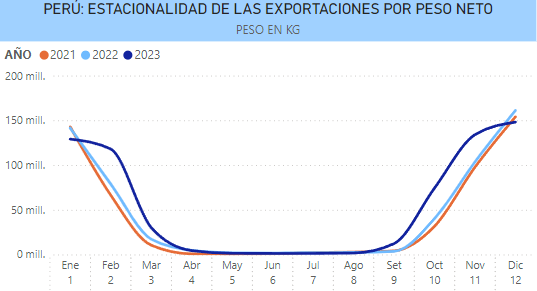 PERÚ: ESTACIONALIDAD DE LAS EXPORTACIONES POR PESO NETO
PESO EN KG
AÑO 2021 2022 2023
200 mill.
150 mill.
100 mill.
50 mill.
0 mill.
Ene Feb Mar Abr May Jun Jul Ago Set Oct Nov Dic
1 2 3 4 5 6 7 8 9 10 11 12